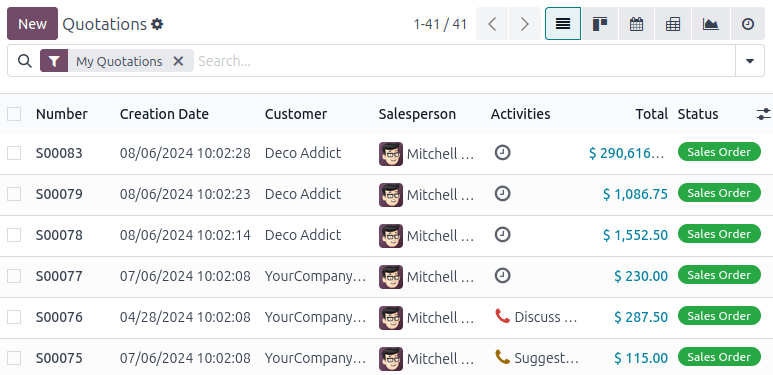 New Quotations 1-41 / 41
My Quotations Search...
Number Creation Date Customer Salesperson Activities Total Status
S00083 08/06/2024 10:02:28 Deco Addict Mitchell ... $ 290,616... Sales Order
S00079 08/06/2024 10:02:23 Deco Addict Mitchell ... $ 1,086.75 Sales Order
S00078 08/06/2024 10:02:14 Deco Addict Mitchell ... $ 1,552.50 Sales Order
S00077 07/06/2024 10:02:08 YourCompany... Mitchell ... $ 230.00 Sales Order
S00076 04/28/2024 10:02:08 YourCompany... Mitchell ... Discuss ... $ 287.50 Sales Order
S00075 07/06/2024 10:02:08 YourCompany... Mitchell ... Suggest... $ 115.00 Sales Order